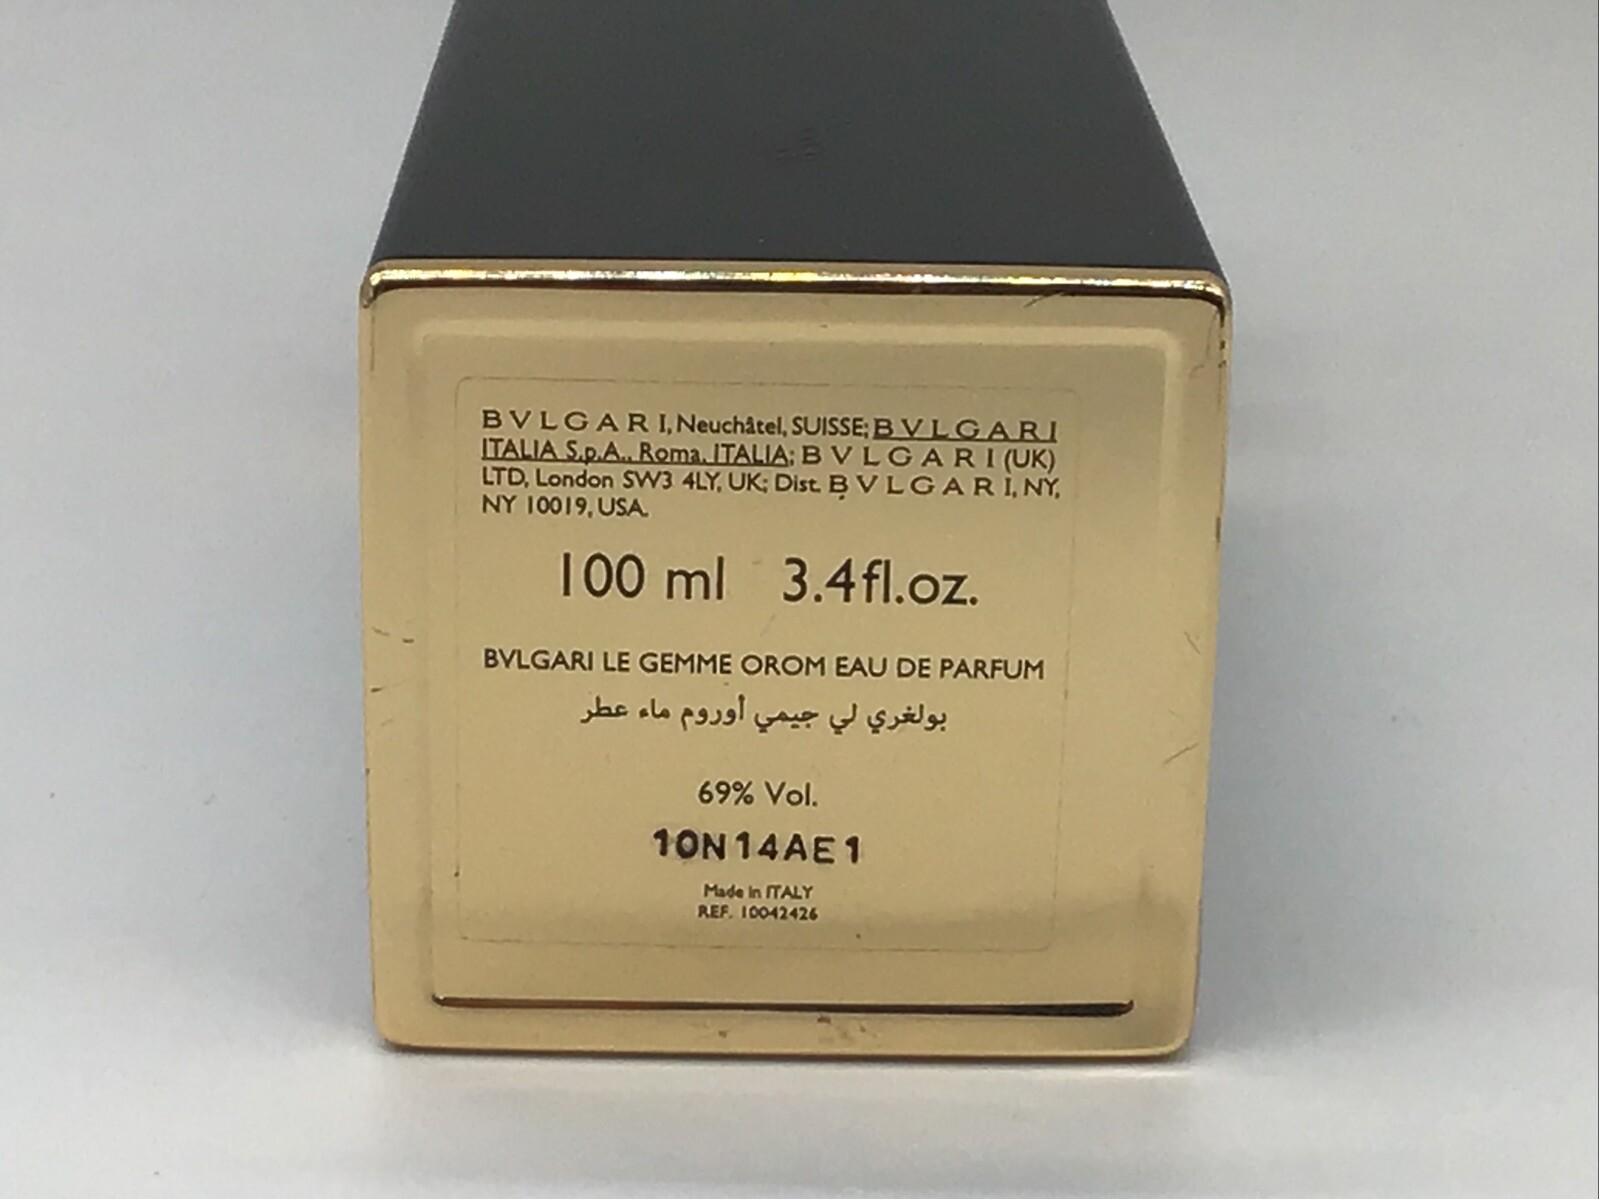 BVLGARI, Neuchâtel, SUISSE; BVLGARI
ITALIA S.p.A., Roma, ITALIA; BVLGARI (UK)
LTD, London SW3 4LY, UK; Dist. BVLGARI, NY,
NY 10019, USA.
100 ml 3.4fl.oz.
BVLGARI LE GEMME OROM EAU DE PARFUM
بولغري لي جيمي أوروم ماء عطر
69% Vol.
10N14AE1
Made in ITALY
REF. 10042426